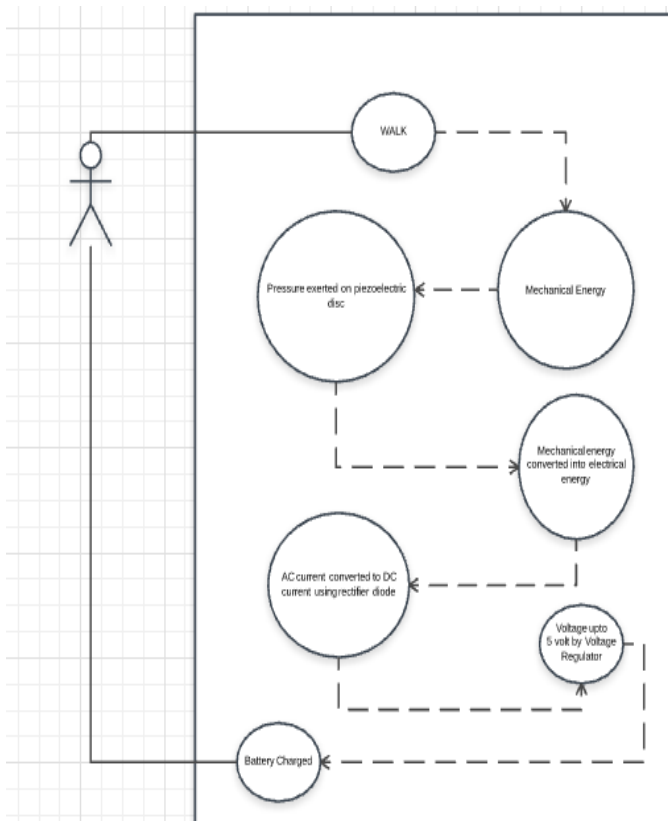 WALK
Mechanical Energy
Pressure exerted on piezoelectric
disc
Mechanical energy
converted into electrical
energy
AC current converted to DC
current using rectifier diode
Voltage upto
5 volt by Voltage
Regulator
Battery Charged